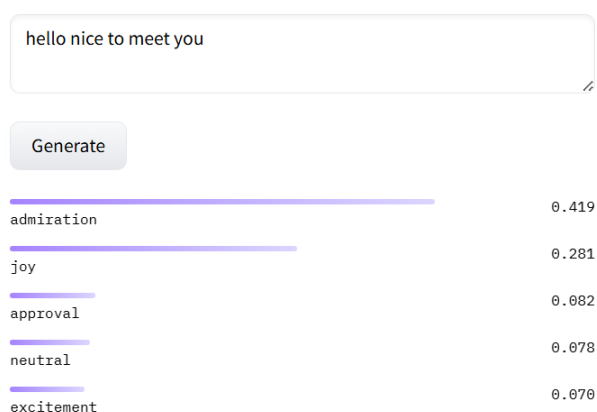 hello nice to meet you
Generate
admiration 0.419
joy 0.281
approval 0.082
neutral 0.078
excitement 0.070